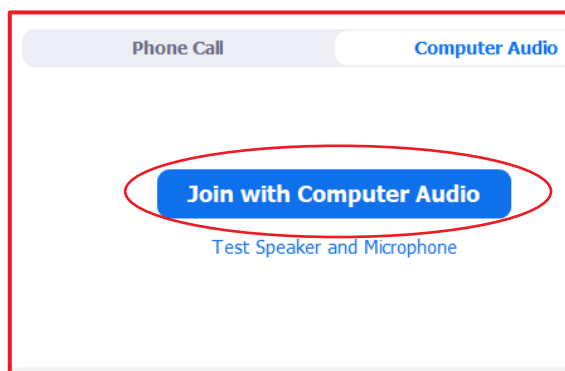 Phone Call Computer Audio
Join with Computer Audio
Test Speaker and Microphone